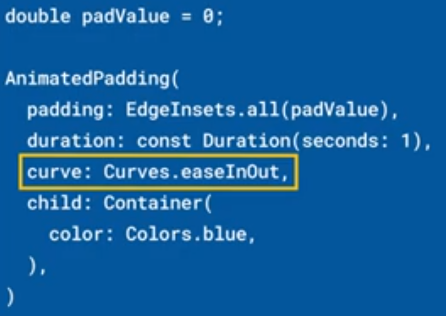 double padValue = 0;
AnimatedPadding(
padding: EdgeInsets.all(padValue),
duration: const Duration(seconds: 1),
curve: Curves.easeInOut,
child: Container(
color: Colors.blue,
),
)